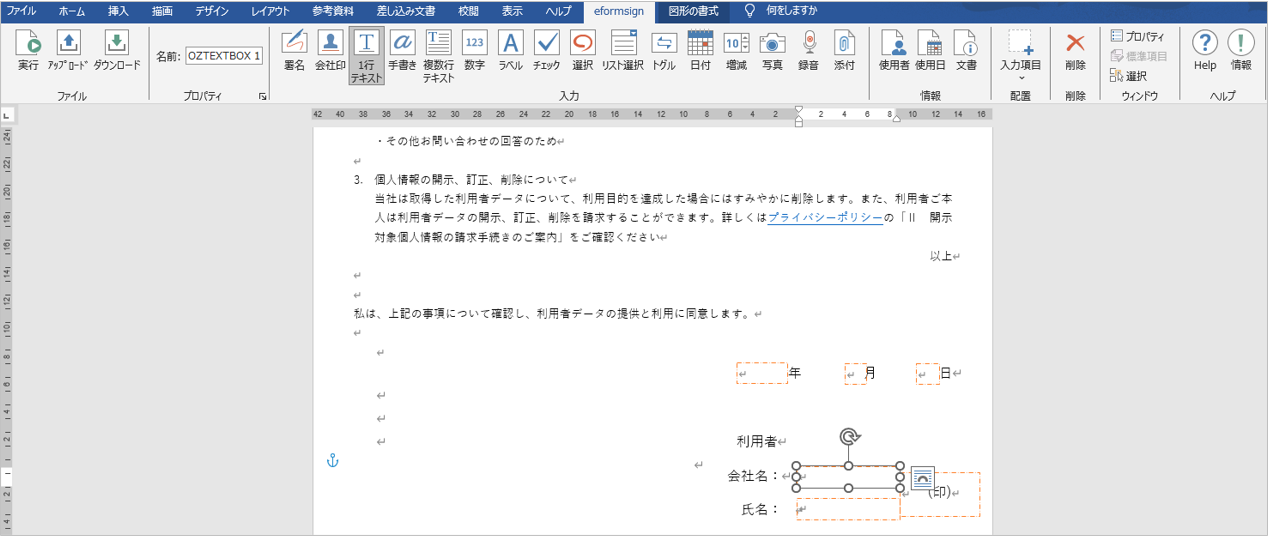 ファイル ホーム 挿入 描画 デザイン レイアウト 参考資料 差し込み文書 校閲 表示 ヘルプ eformsign 図形の書式 何をしますか
実行 ｱｯﾌﾟﾛｰﾄﾞ ダウンロード
ファイル
名前: OZTEXTBOX 1
プロパティ
署名 会社印 1行テキスト 手書き 複数行テキスト 数字 ラベル チェック 選択 リスト選択 トグル 日付 増減 写真 録音 添付
入力
使用者 使用日 文書
情報
入力項目
配置
削除
削除
プロパティ
標準項目
選択
ウィンドウ
Help 情報
ヘルプ
42 40 38 36 34 32 30 28 26 24 22 20 18 16 14 12 10 8 6 4 2 2 4 6 8 10 12 14 16
24 22 20 18 16 14 12 10 8 6 4 2 2 4
・その他お問い合わせの回答のため
3. 個人情報の開示、訂正、削除について
当社は取得した利用者データについて、利用目的を達成した場合にはすみやかに削除します。また、利用者ご本
人は利用者データの開示、訂正、削除を請求することができます。詳しくはプライバシーポリシーの「Ⅱ　開示
対象個人情報の請求手続きのご案内」をご確認ください
以上
私は、上記の事項について確認し、利用者データの提供と利用に同意します。
年 月 日
利用者
会社名：
(印)
氏名：